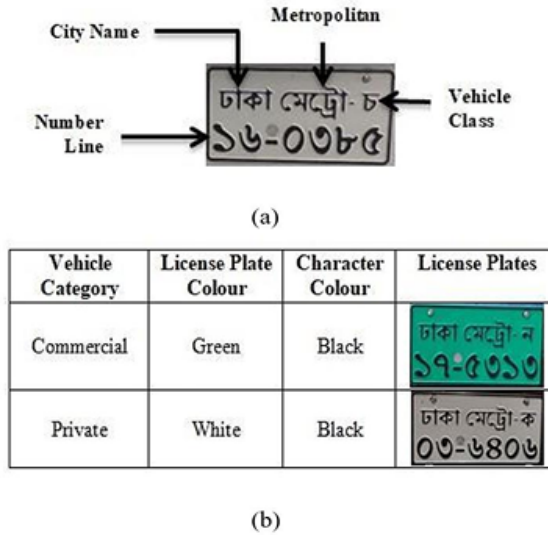 City Name
Metropolitan
ঢাকা মেট্রো- চ
Vehicle Class
Number Line
১৬-০৩৮৫
(a)
Vehicle Category License Plate Colour Character Colour License Plates
Commercial Green Black
ঢাকা মেট্রো- ন
১৭-৫৩১৩
Private White Black
ঢাকা মেট্রো-ক
০৩-৬৪০৬
(b)